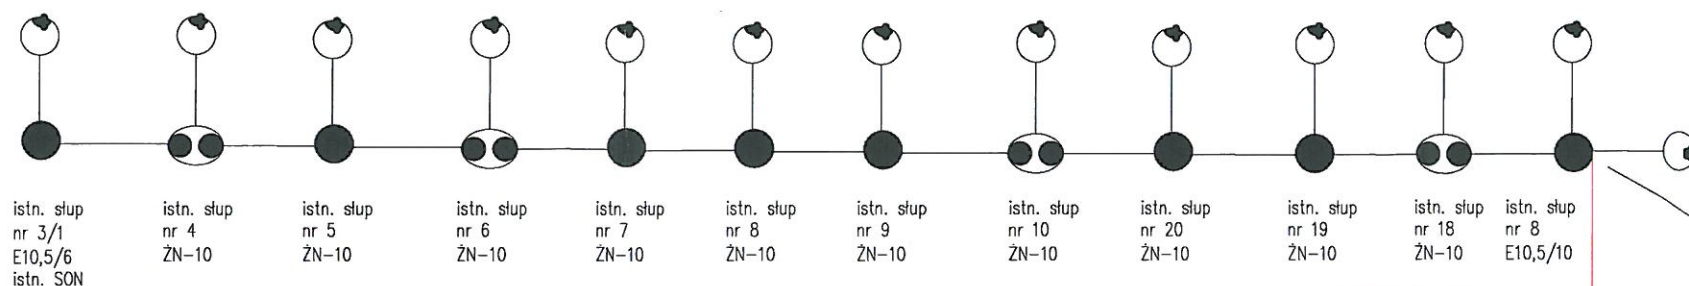 istn. słup
nr 3/1
E10,5/6
istn. SON
istn. słup
nr 4
ŻN-10
istn. słup
nr 5
ŻN-10
istn. słup
nr 6
ŻN-10
istn. słup
nr 7
ŻN-10
istn. słup
nr 8
ŻN-10
istn. słup
nr 9
ŻN-10
istn. słup
nr 10
ŻN-10
istn. słup
nr 20
ŻN-10
istn. słup
nr 19
ŻN-10
istn. słup
nr 18
ŻN-10
istn. słup
nr 8
E10,5/10